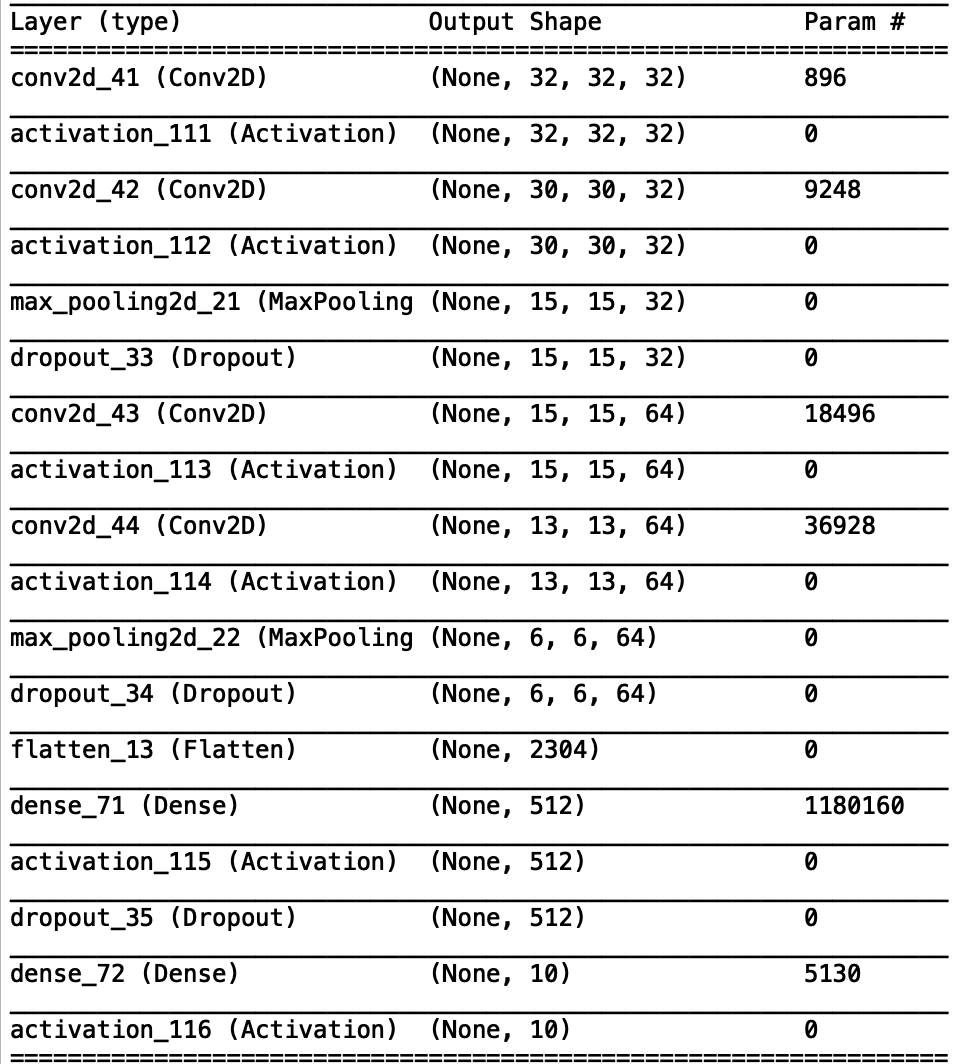 Layer (type) Output Shape Param #
=================================================================
conv2d_41 (Conv2D) (None, 32, 32, 32) 896
activation_111 (Activation) (None, 32, 32, 32) 0
conv2d_42 (Conv2D) (None, 30, 30, 32) 9248
activation_112 (Activation) (None, 30, 30, 32) 0
max_pooling2d_21 (MaxPooling (None, 15, 15, 32) 0
dropout_33 (Dropout) (None, 15, 15, 32) 0
conv2d_43 (Conv2D) (None, 15, 15, 64) 18496
activation_113 (Activation) (None, 15, 15, 64) 0
conv2d_44 (Conv2D) (None, 13, 13, 64) 36928
activation_114 (Activation) (None, 13, 13, 64) 0
max_pooling2d_22 (MaxPooling (None, 6, 6, 64) 0
dropout_34 (Dropout) (None, 6, 6, 64) 0
flatten_13 (Flatten) (None, 2304) 0
dense_71 (Dense) (None, 512) 1180160
activation_115 (Activation) (None, 512) 0
dropout_35 (Dropout) (None, 512) 0
dense_72 (Dense) (None, 10) 5130
activation_116 (Activation) (None, 10) 0
=================================================================